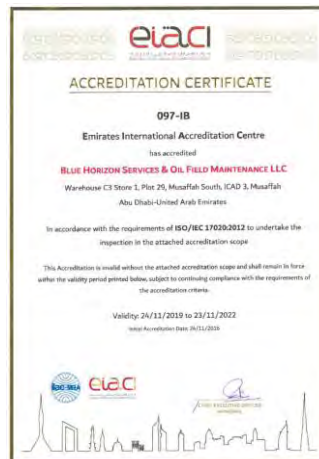 eiaci
ACCREDITATION CERTIFICATE
097-IB
Emirates International Accreditation Centre
has accredited
BLUE HORIZON SERVICES & OIL FIELD MAINTENANCE LLC
Warehouse C3 Store 1, Plot 29, Musaffah South, ICAD 3, Musaffah
Abu Dhabi-United Arab Emirates
In accordance with the requirements of ISO/IEC 17020:2012 to undertake the
inspection in the attached accreditation scope
This Accreditation is invalid without the attached accreditation scope and shall remain in force
within the validity period printed below, subject to continuing compliance with the requirements of
the accreditation criteria.
Validity: 24/11/2019 to 23/11/2022
Initial Accreditation Date: 24/11/2019
ilac-MRA
eiaci